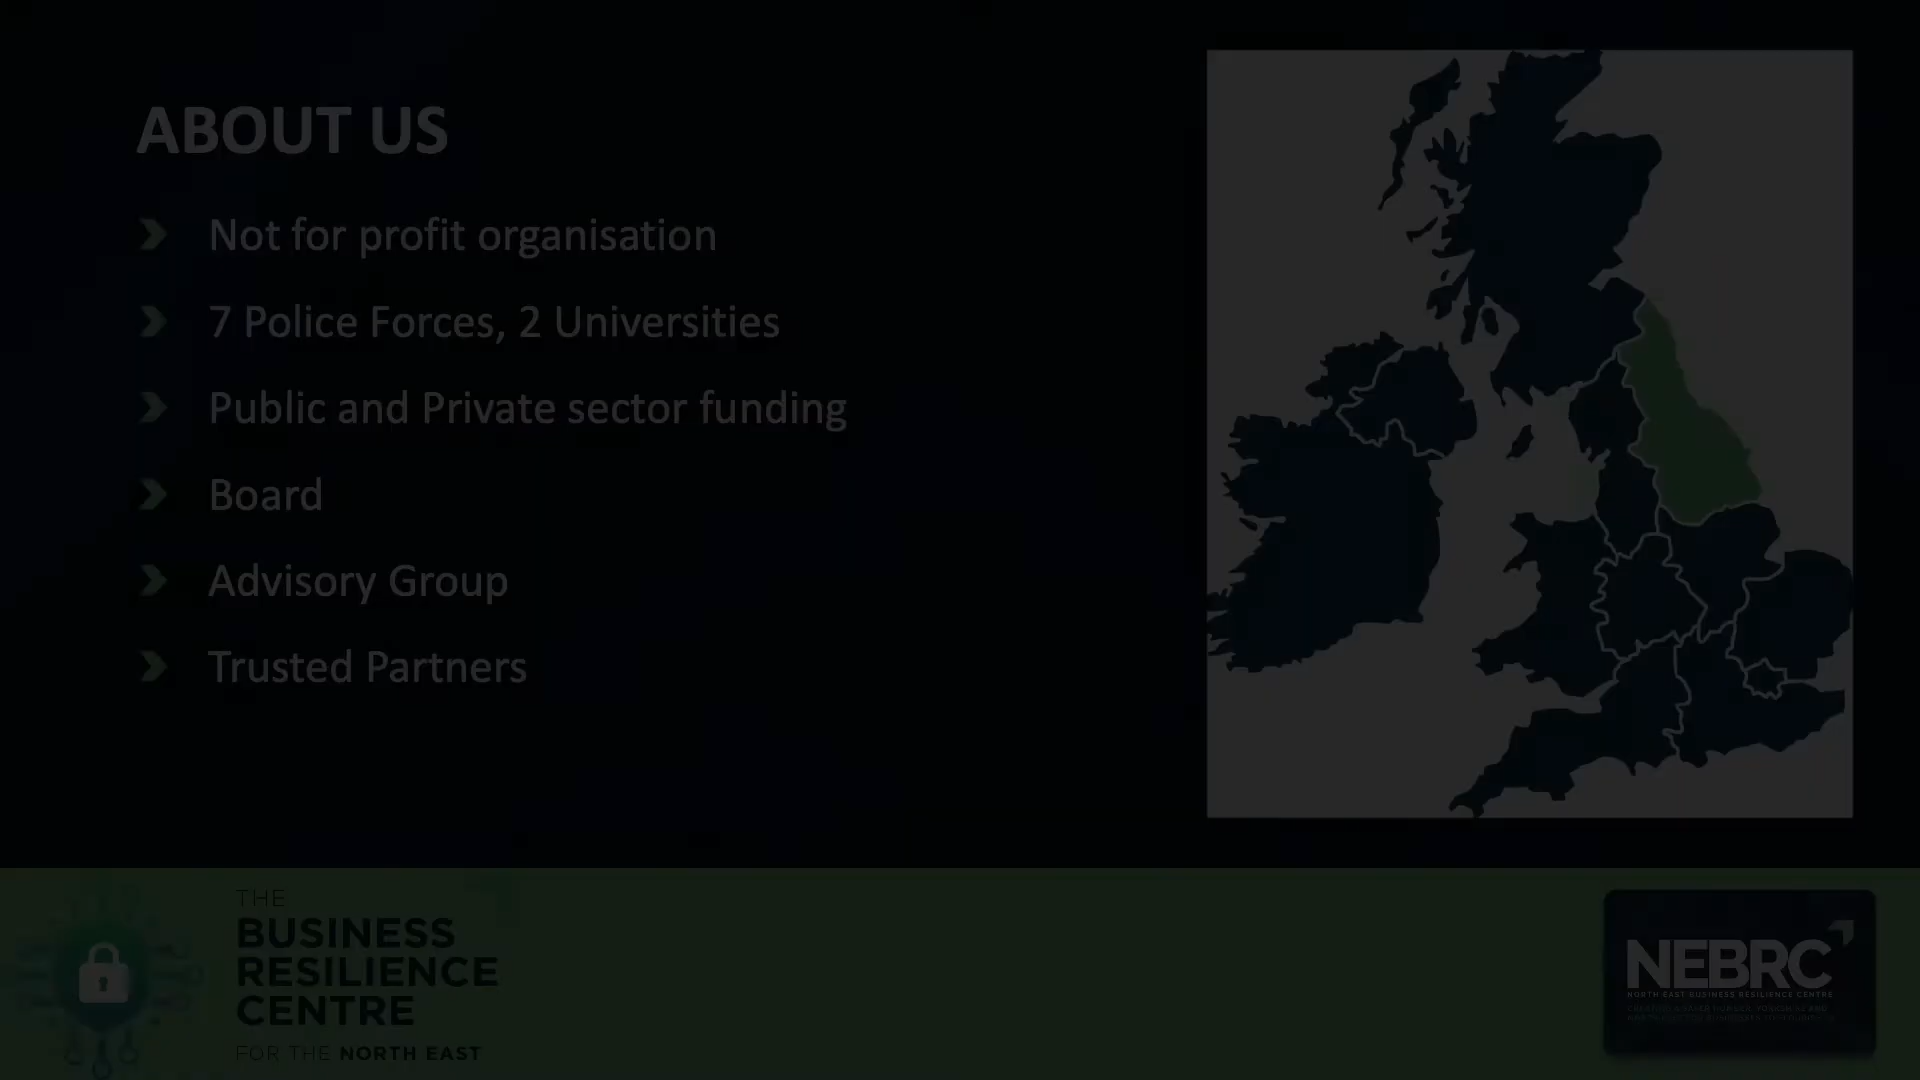 ABOUT US
Not for profit organisation
7 Police Forces, 2 Universities
Public and Private sector funding
Board
Advisory Group
Trusted Partners
THE
BUSINESS
RESILIENCE
CENTRE
FOR THE NORTH EAST
NEBRC
NORTH EAST BUSINESS RESILIENCE CENTRE